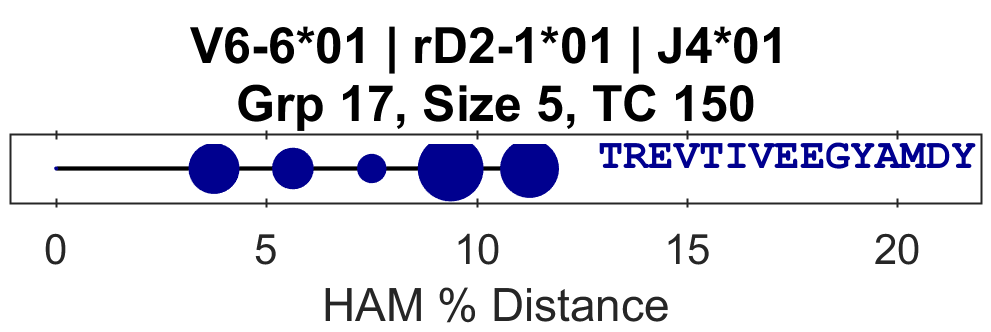 V6-6*01 | rD2-1*01 | J4*01
Grp 17, Size 5, TC 150
TREVTIVEEGYAMDY
0 5 10 15 20
HAM % Distance